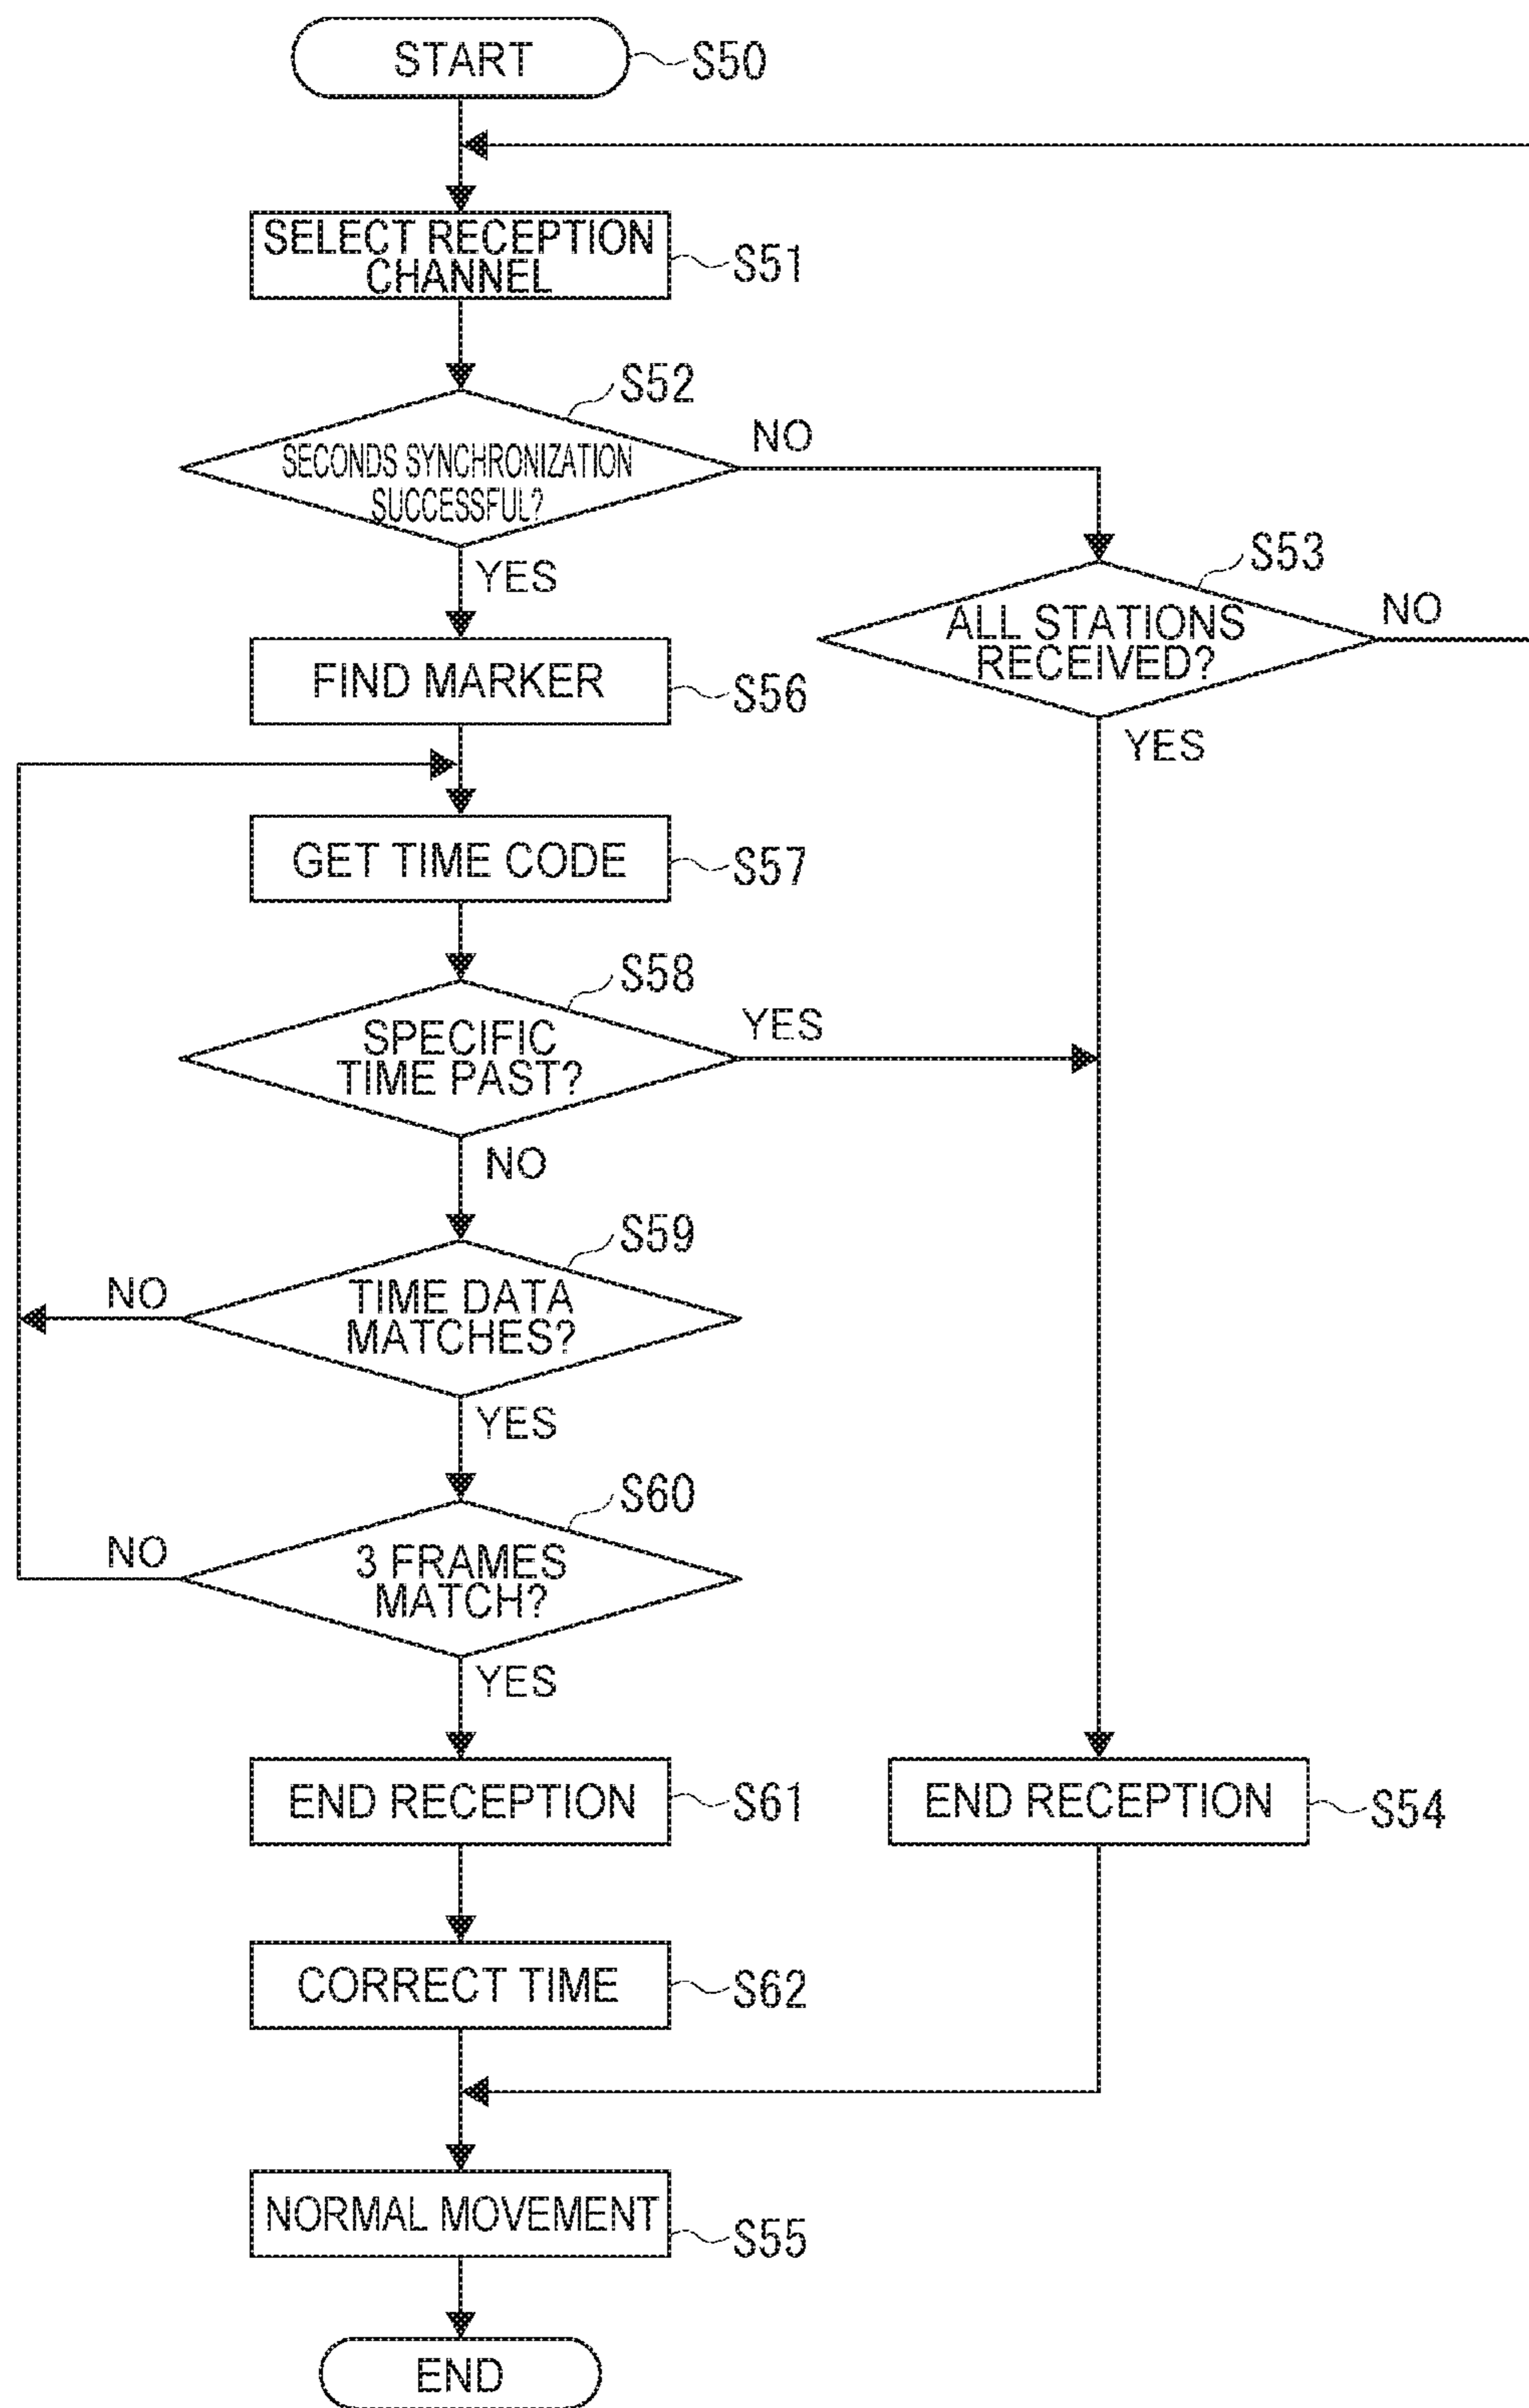 START
S50
SELECT RECEPTION
CHANNEL
S51
S52
SECONDS SYNCHRONIZATION
SUCCESSFUL?
NO
YES
S53
ALL STATIONS
RECEIVED?
NO
YES
FIND MARKER
S56
GET TIME CODE
S57
S58
SPECIFIC
TIME PAST?
YES
NO
S59
TIME DATA
MATCHES?
NO
YES
S60
3 FRAMES
MATCH?
NO
YES
END RECEPTION
S61
END RECEPTION
S54
CORRECT TIME
S62
NORMAL MOVEMENT
S55
END